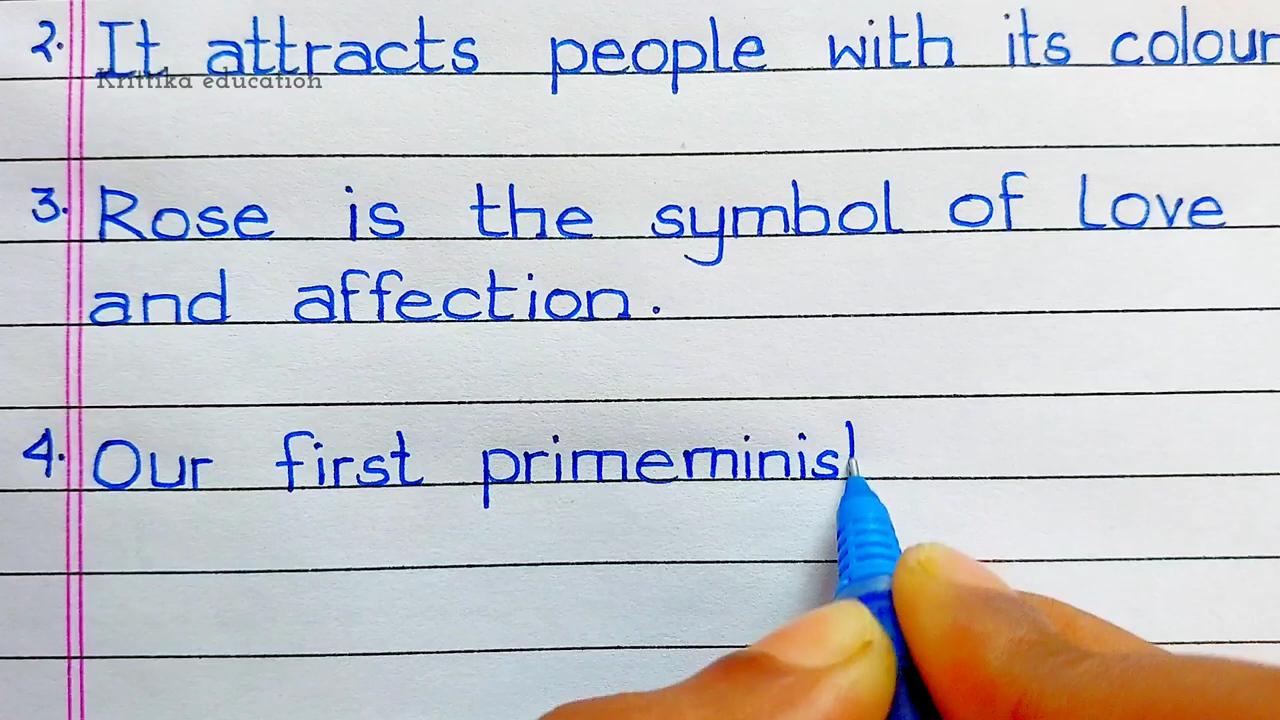 2. It attracts people with its colour
Krittika education
3. Rose is the symbol of Love
and affection.
4. Our first primeminis